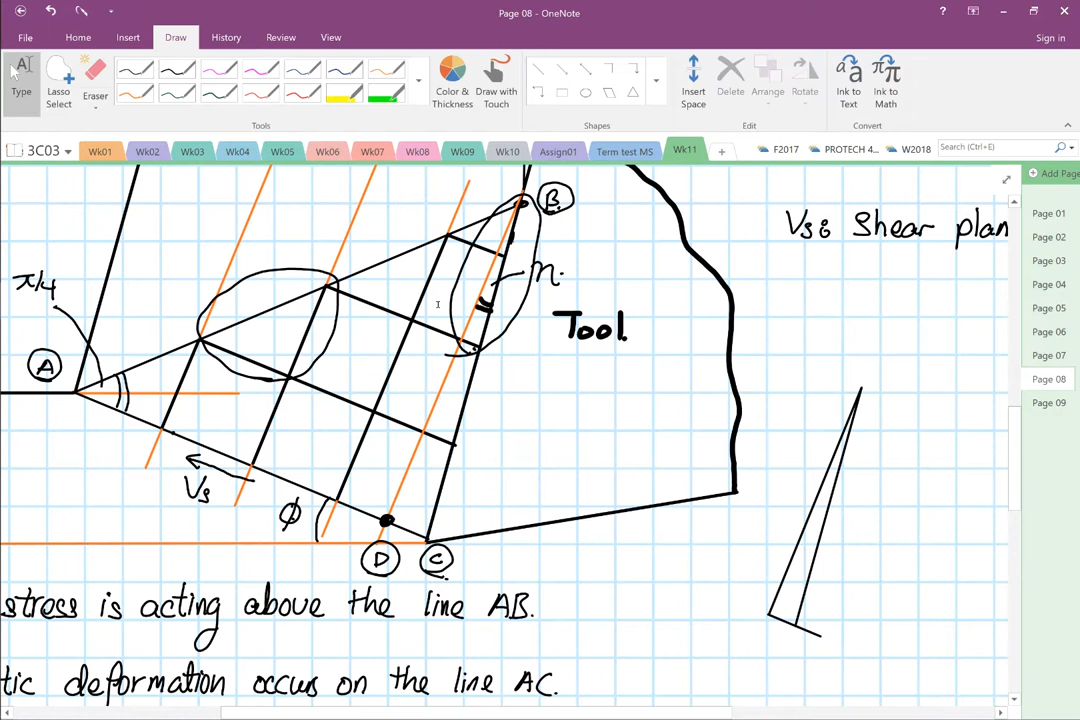 Page 08 - OneNote
File Home Insert Draw History Review View
Sign in
Type
Lasso Select
Eraser
Color & Thickness
Draw with Touch
Insert Space
Delete
Arrange
Rotate
Ink to Text
Ink to Math
Tools
Shapes
Edit
Convert
3C03
Wk01 Wk02 Wk03 Wk04 Wk05 Wk06 Wk07 Wk08 Wk09 Wk10 Assign01 Term test MS Wk11
F2017 PROTECH 4... W2018
Search (Ctrl+E)
Add Page
Page 01
Page 02
Page 03
Page 04
Page 05
Page 06
Page 07
Page 08
Page 09
B
Vs: Shear plan
π/4
n.
Tool
A
Vs
ϕ
D C
stress is acting above the line AB.
tic deformation occurs on the line AC.